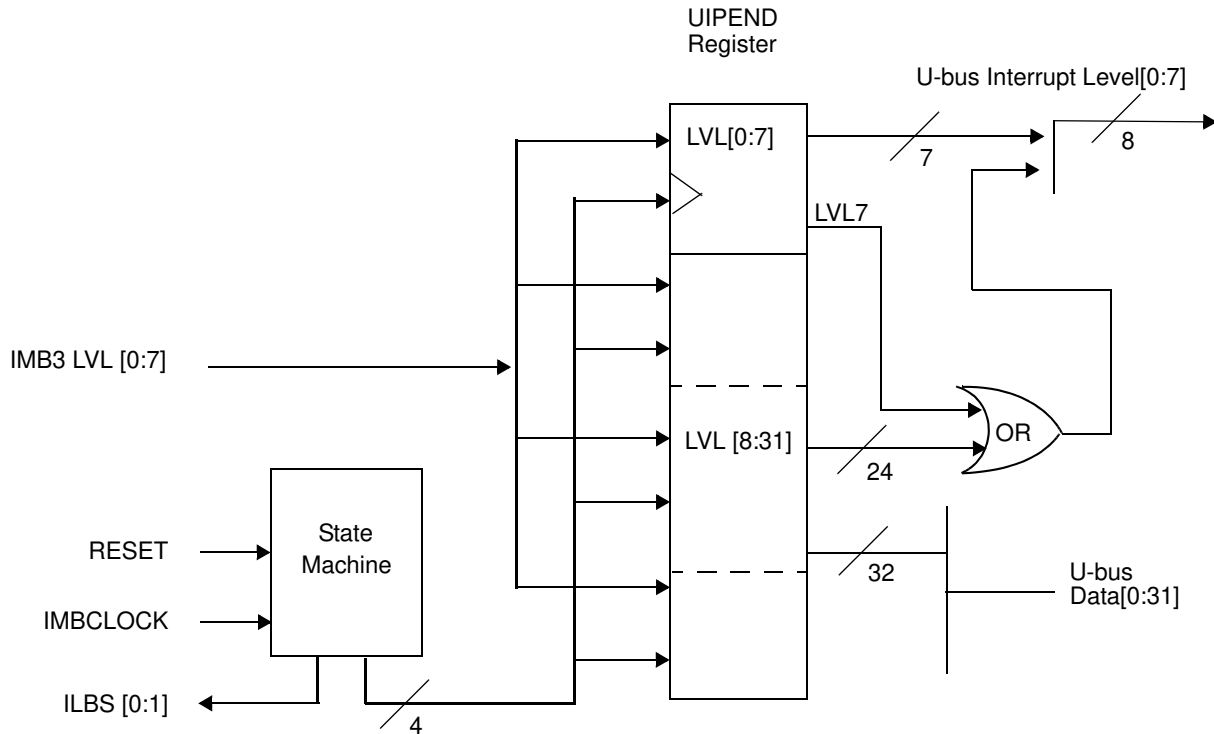 UIPEND
Register
U-bus Interrupt Level[0:7]
LVL[0:7]
7
8
LVL7
IMB3 LVL [0:7]
LVL [8:31]
OR
24
State
Machine
RESET
32
U-bus
Data[0:31]
IMBCLOCK
ILBS [0:1]
4